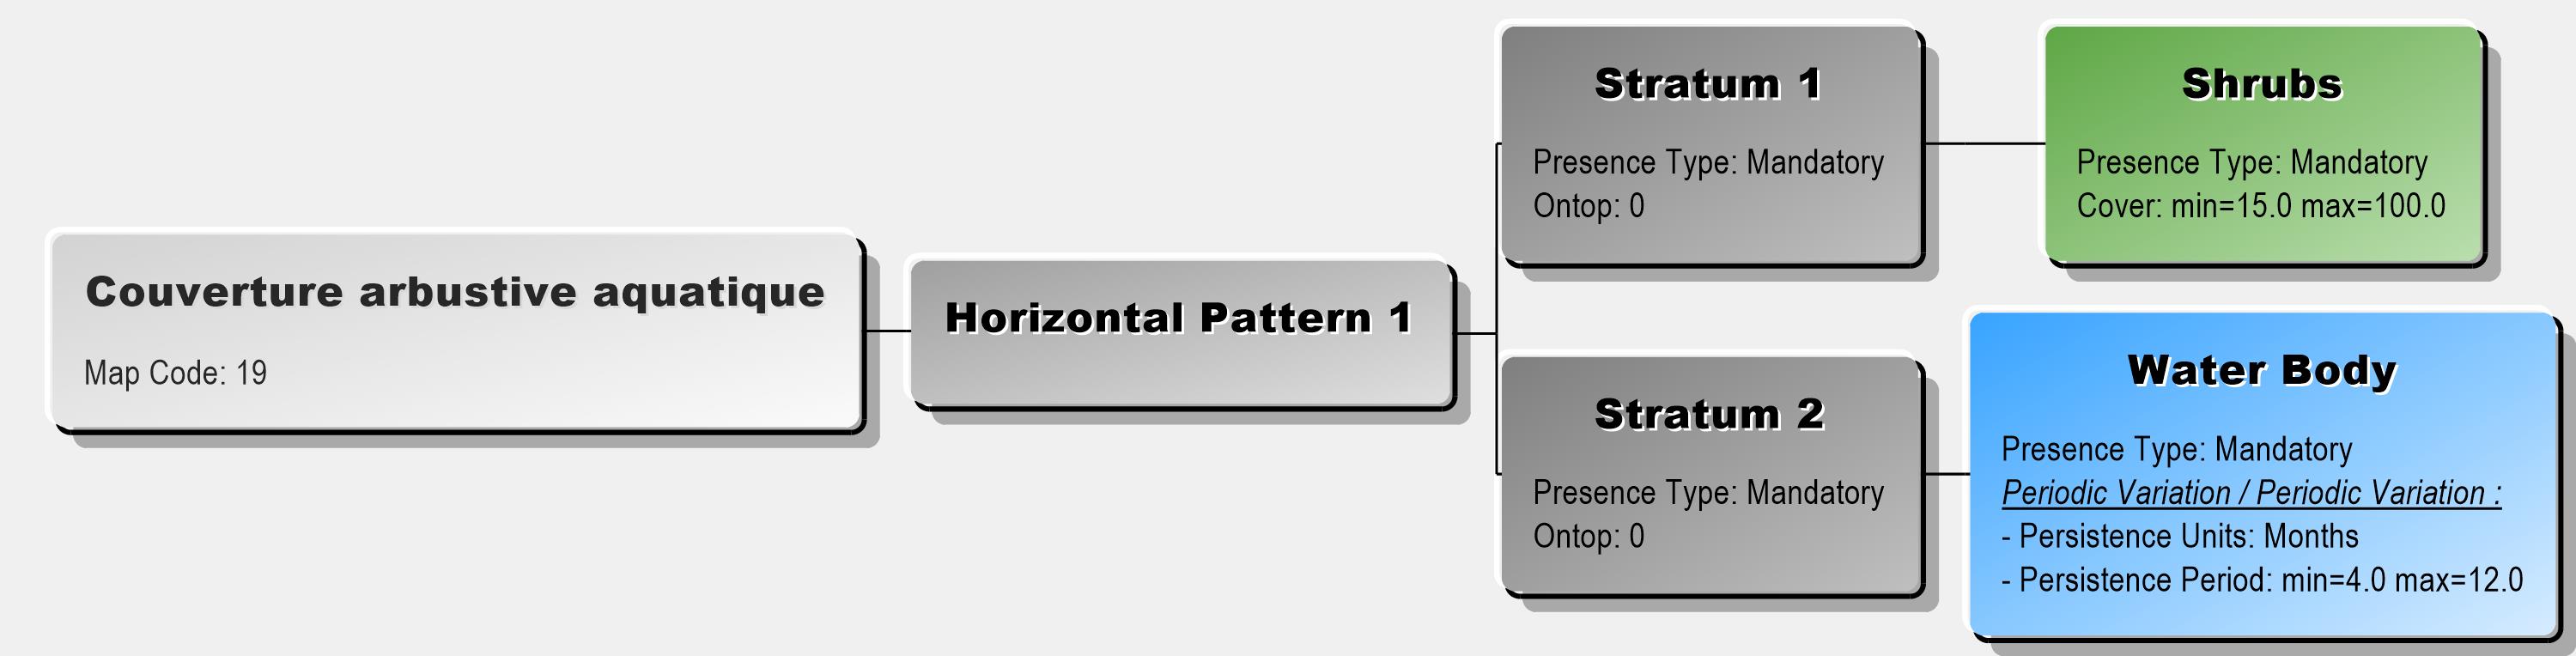 Couverture arbustive aquatique
Map Code: 19
Horizontal Pattern 1
Stratum 1
Presence Type: Mandatory
Ontop: 0
Shrubs
Presence Type: Mandatory
Cover: min=15.0 max=100.0
Stratum 2
Presence Type: Mandatory
Ontop: 0
Water Body
Presence Type: Mandatory
Periodic Variation / Periodic Variation :
- Persistence Units: Months
- Persistence Period: min=4.0 max=12.0